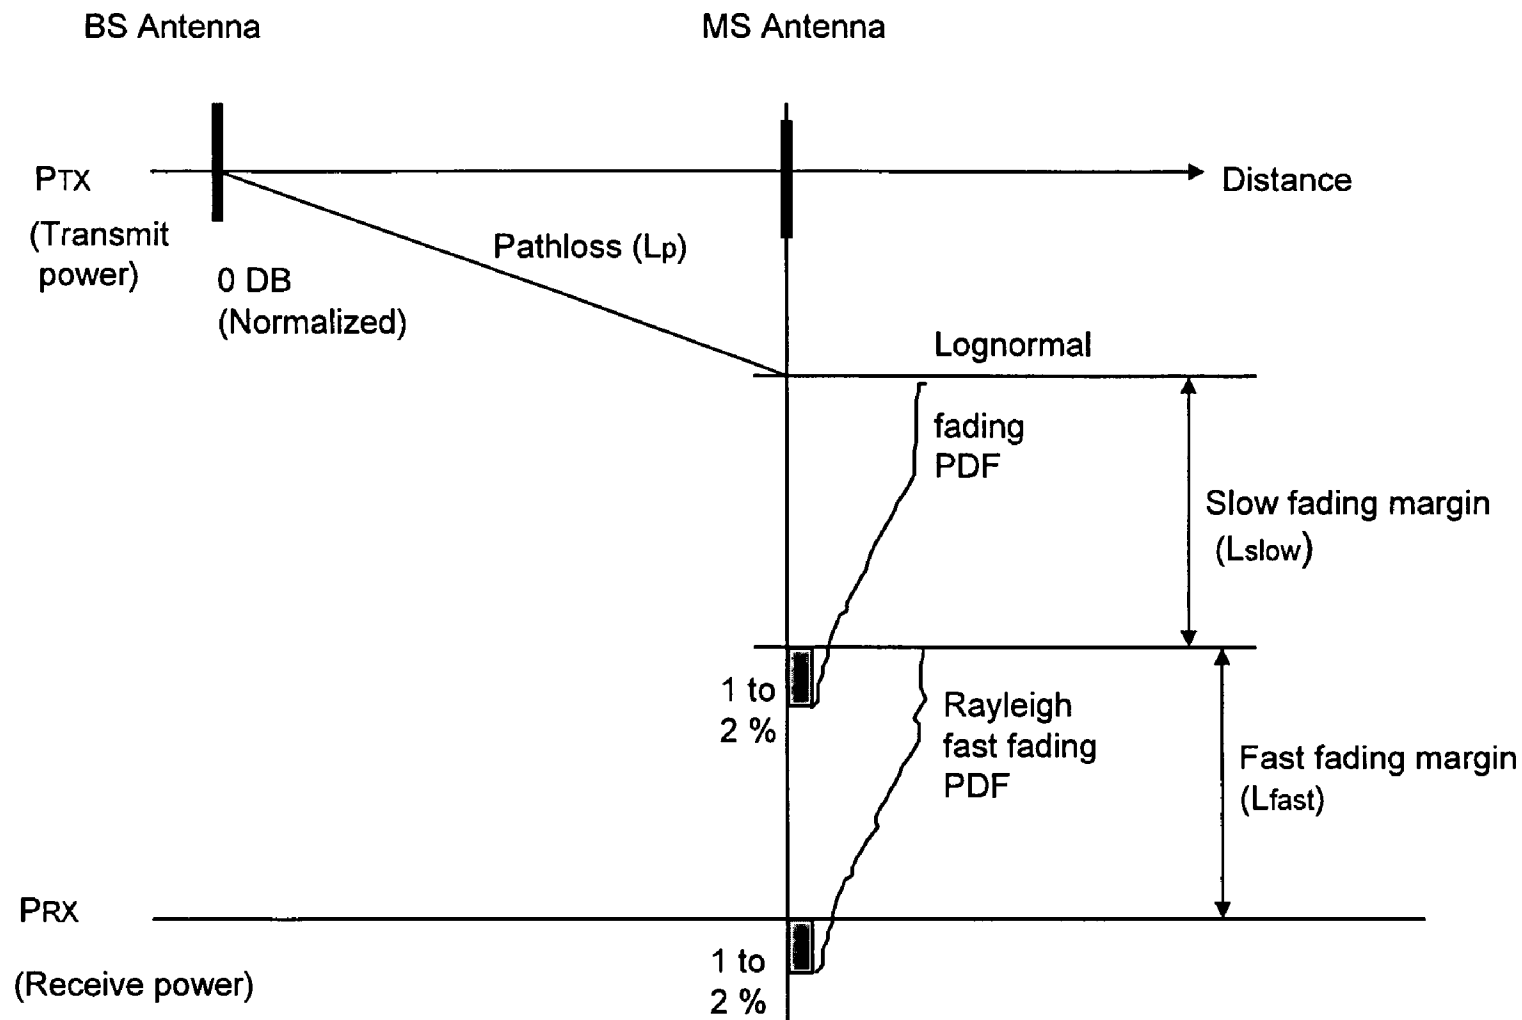 BS Antenna
MS Antenna
PTX
(Transmit
power)
Distance
Pathloss (Lp)
0 DB
(Normalized)
Lognormal
fading
PDF
Slow fading margin
(Lslow)
1 to
2 %
Rayleigh
fast fading
PDF
Fast fading margin
(Lfast)
PRX
(Receive power)
1 to
2 %